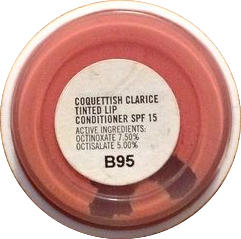 COQUETTISH CLARICE
TINTED LIP
CONDITIONER SPF 15
ACTIVE INGREDIENTS:
OCTINOXATE 7.50%
OCTISALATE 5.00%
B95